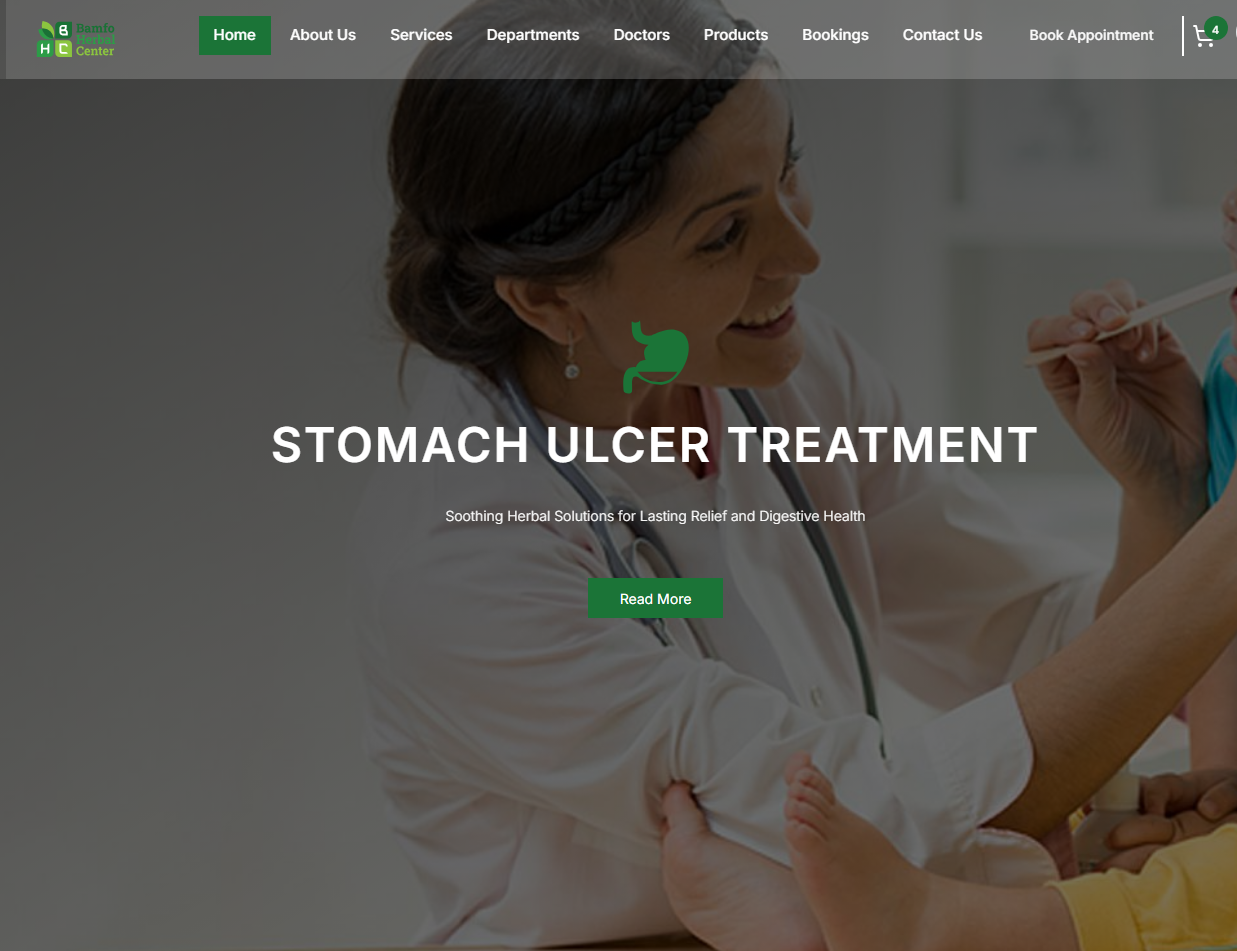 B
H C
Bamfo
Herbal
Center
Home
About Us
Services
Departments
Doctors
Products
Bookings
Contact Us
Book Appointment
4
STOMACH ULCER TREATMENT
Soothing Herbal Solutions for Lasting Relief and Digestive Health
Read More